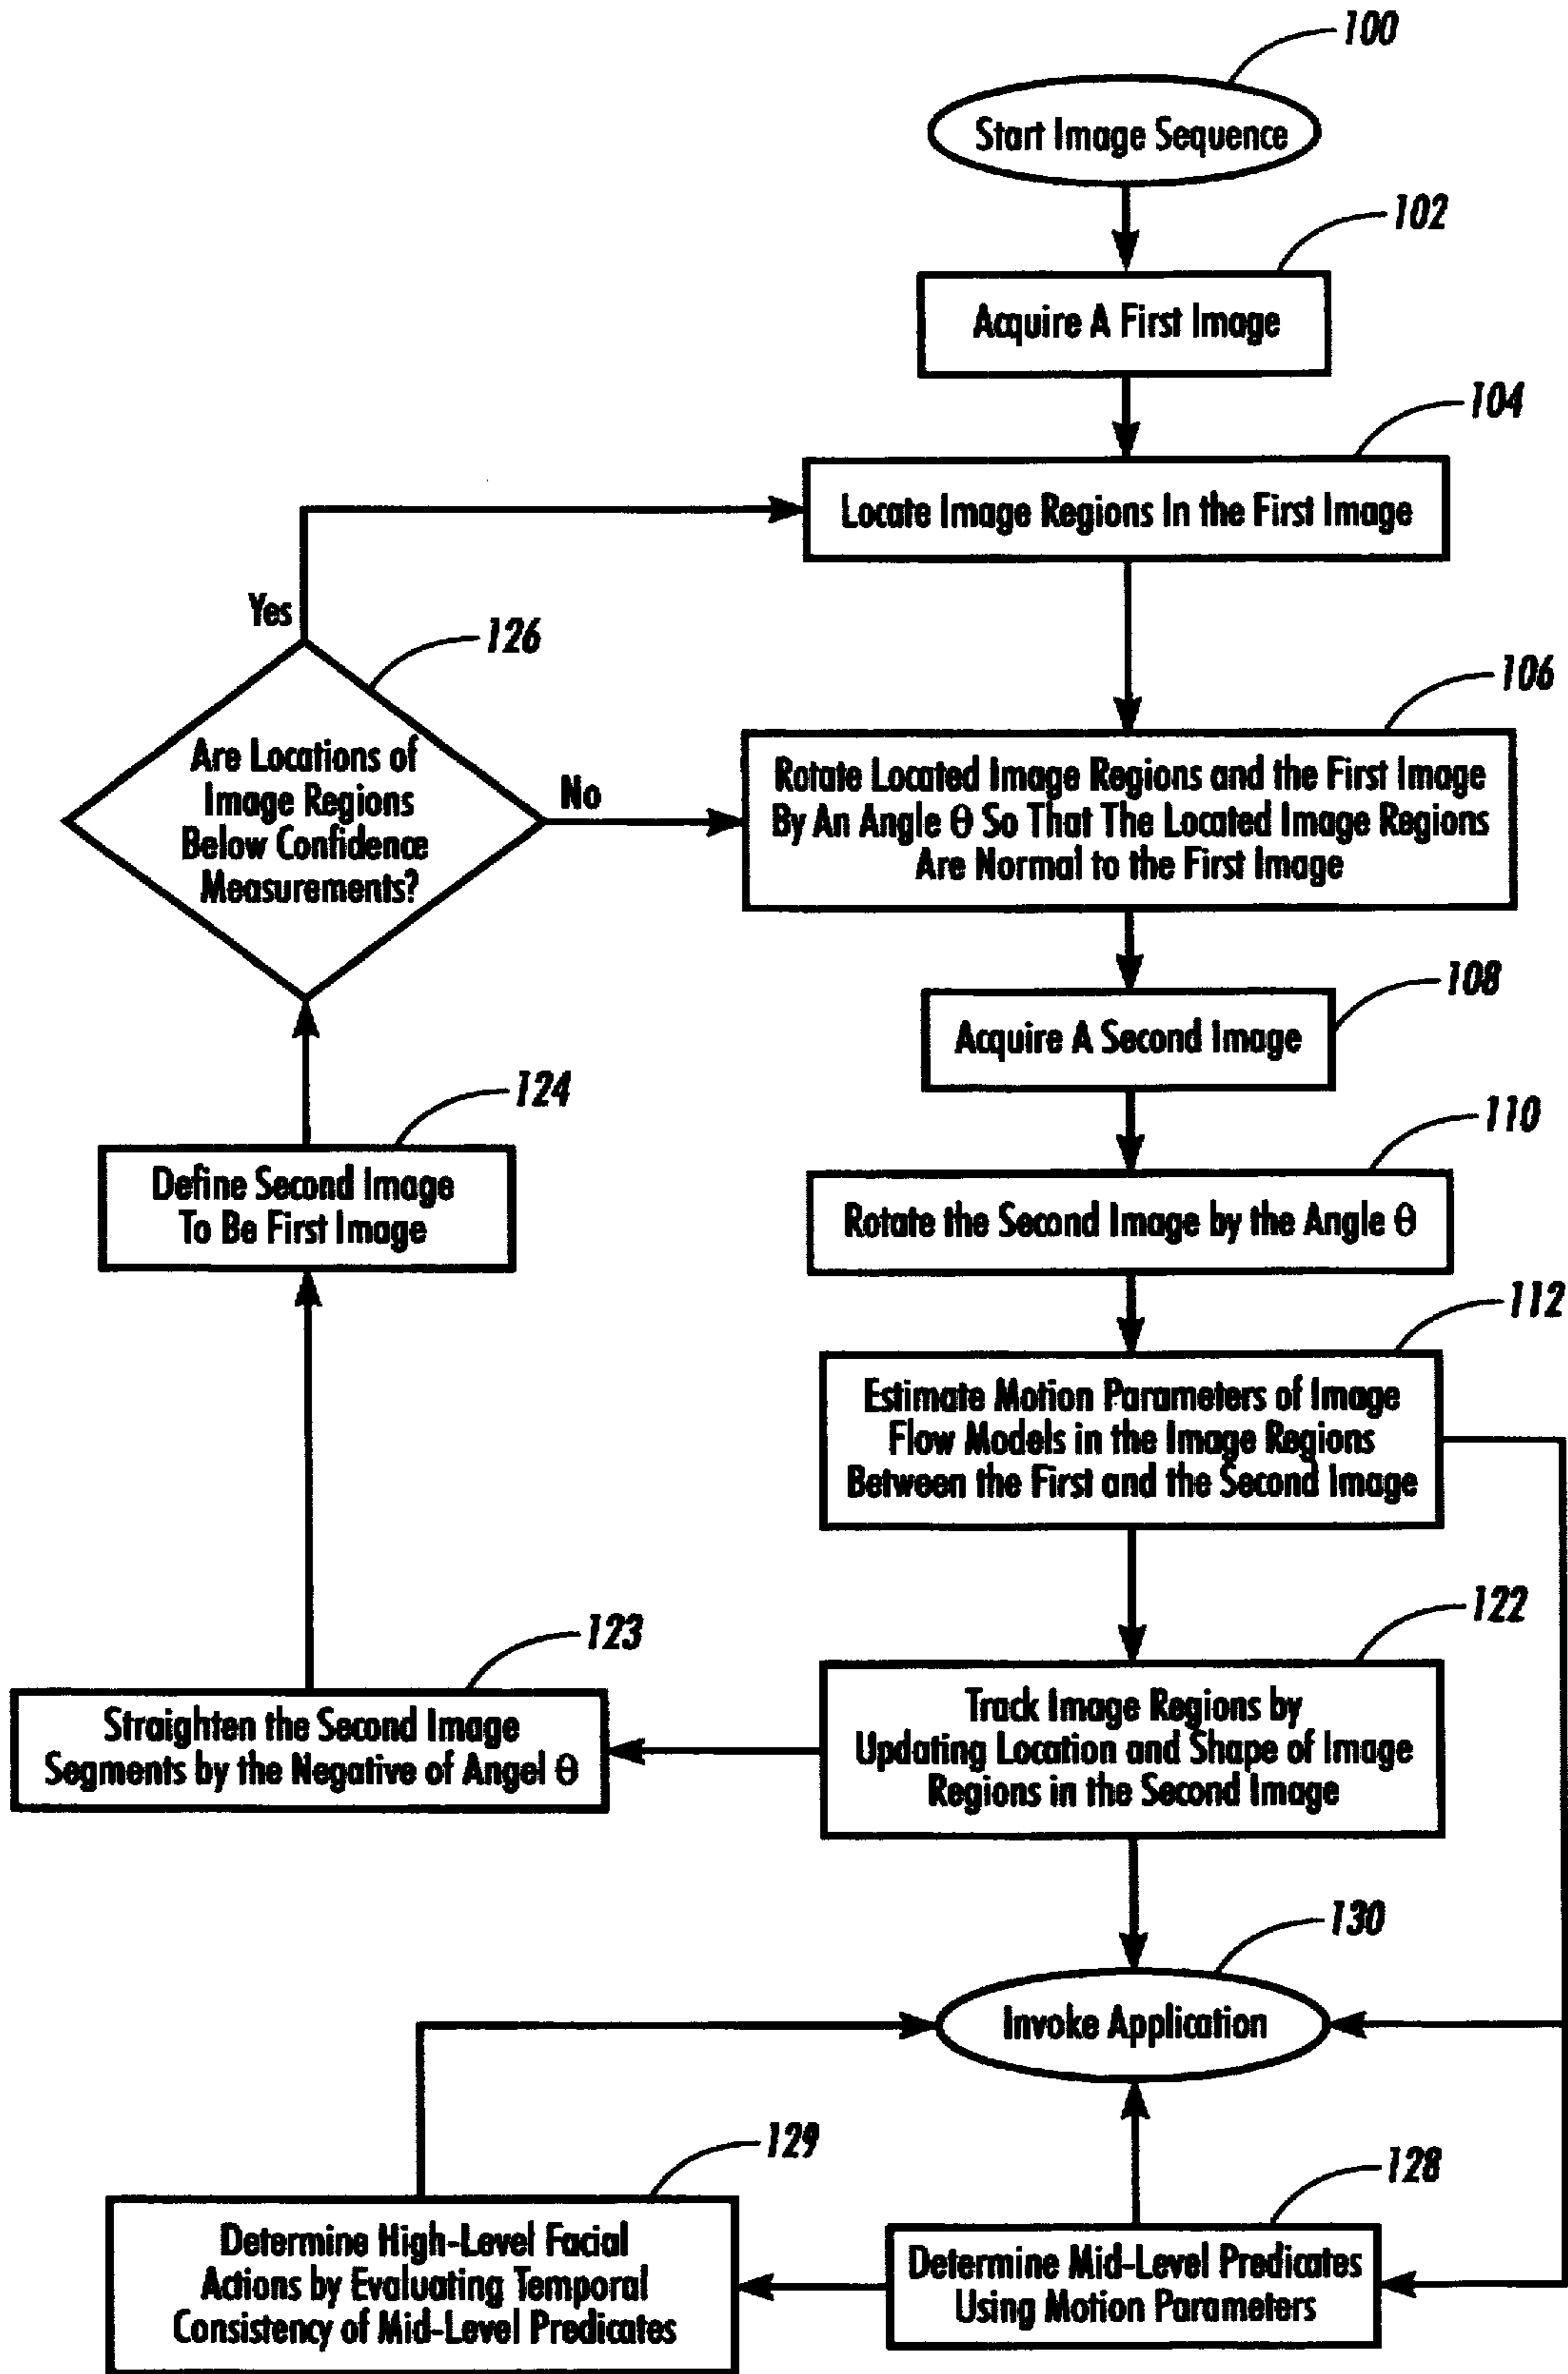 100
Start Image Sequence
102
Acquire A First Image
104
Locate Image Regions In the First Image
Yes
126
Are Locations of
Image Regions
Below Confidence
Measurements?
No
106
Rotate Located Image Regions and the First Image
By An Angle θ So That The Located Image Regions
Are Normal to the First Image
108
Acquire A Second Image
124
Define Second Image
To Be First Image
110
Rotate the Second Image by the Angle θ
112
Estimate Motion Parameters of Image
Flow Models in the Image Regions
Between the First and the Second Image
122
Track Image Regions by
Updating Location and Shape of Image
Regions in the Second Image
123
Straighten the Second Image
Segments by the Negative of Angel θ
130
Invoke Application
129
Determine High-Level Facial
Actions by Evaluating Temporal
Consistency of Mid-Level Predicates
128
Determine Mid-Level Predicates
Using Motion Parameters